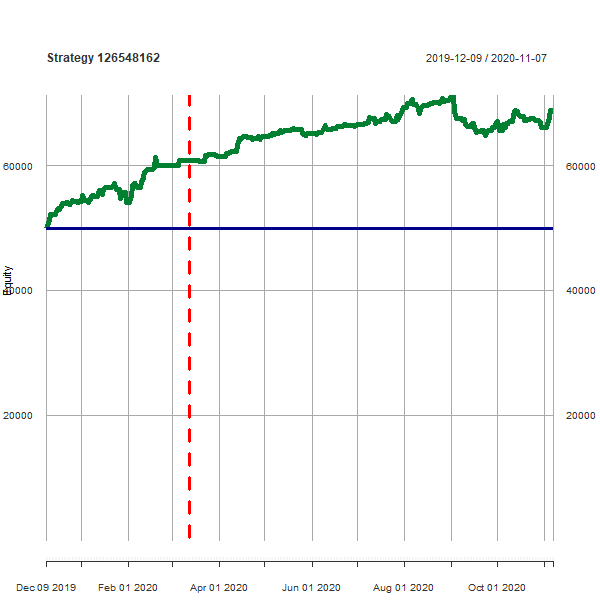 Strategy 126548162
2019-12-09 / 2020-11-07
60000
60000
Equity
40000
40000
20000
20000
Dec 09 2019
Feb 01 2020
Apr 01 2020
Jun 01 2020
Aug 01 2020
Oct 01 2020